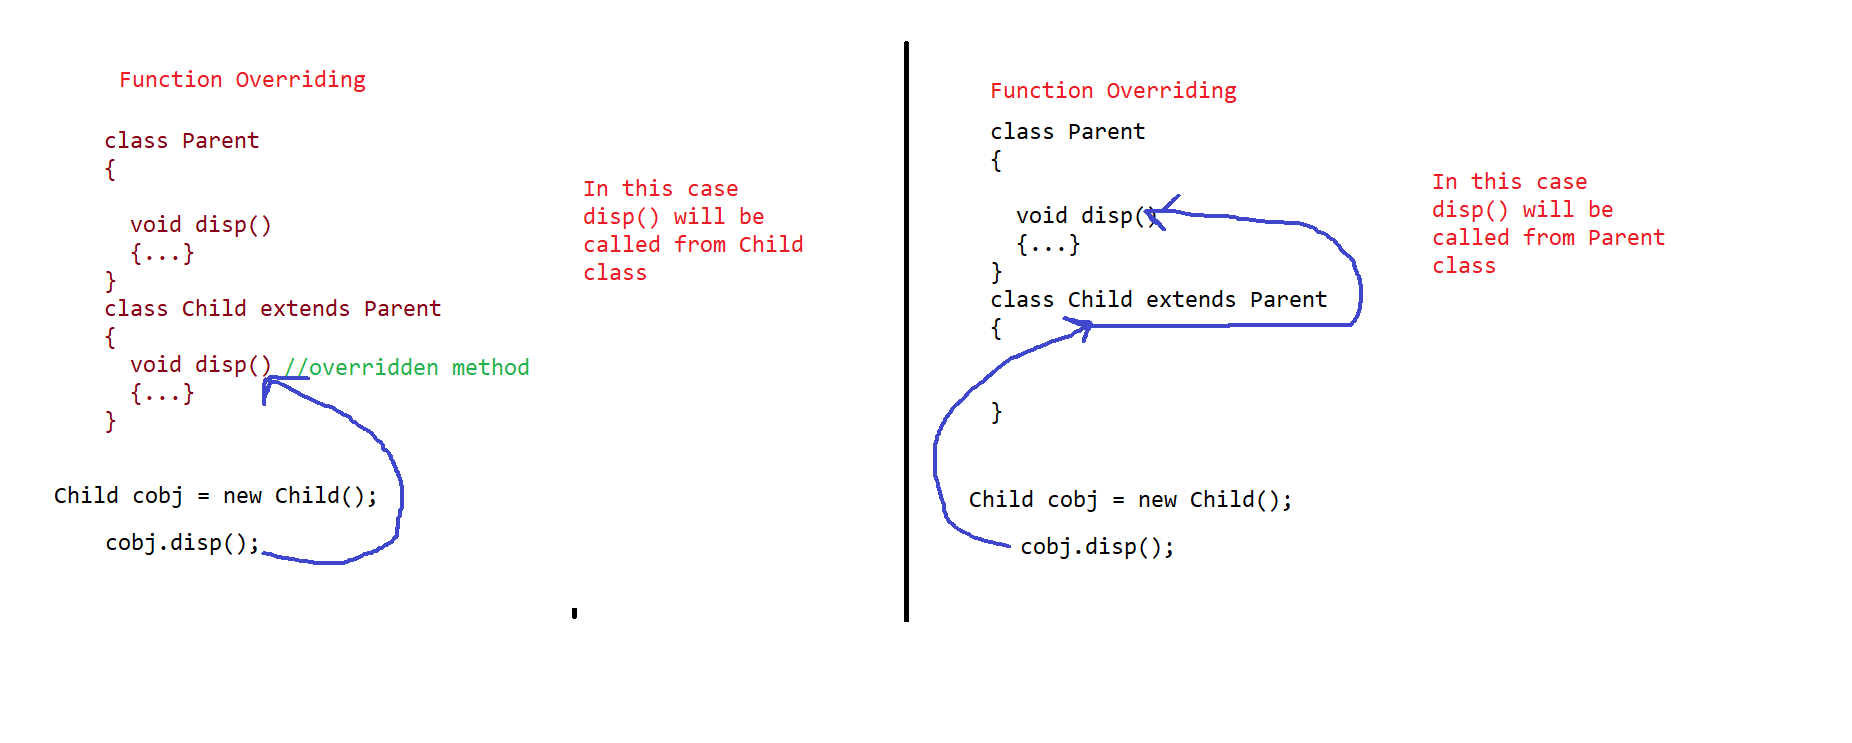 Function Overriding
class Parent
{
void disp()
{...}
}
class Child extends Parent
{
void disp() //overridden method
{...}
}
Child cobj = new Child();
cobj.disp();
In this case
disp() will be
called from Child
class
Function Overriding
class Parent
{
void disp()
{...}
}
class Child extends Parent
{
}
Child cobj = new Child();
cobj.disp();
In this case
disp() will be
called from Parent
class